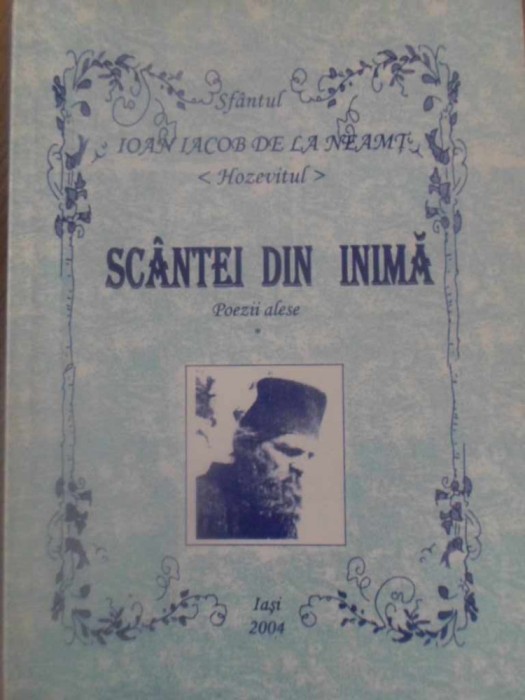 Sfântul
IOAN IACOB DE LA NEAMŢ
< Hozevitul >
SCÂNTEI DIN INIMĂ
Poezii alese
*
Iaşi
2004